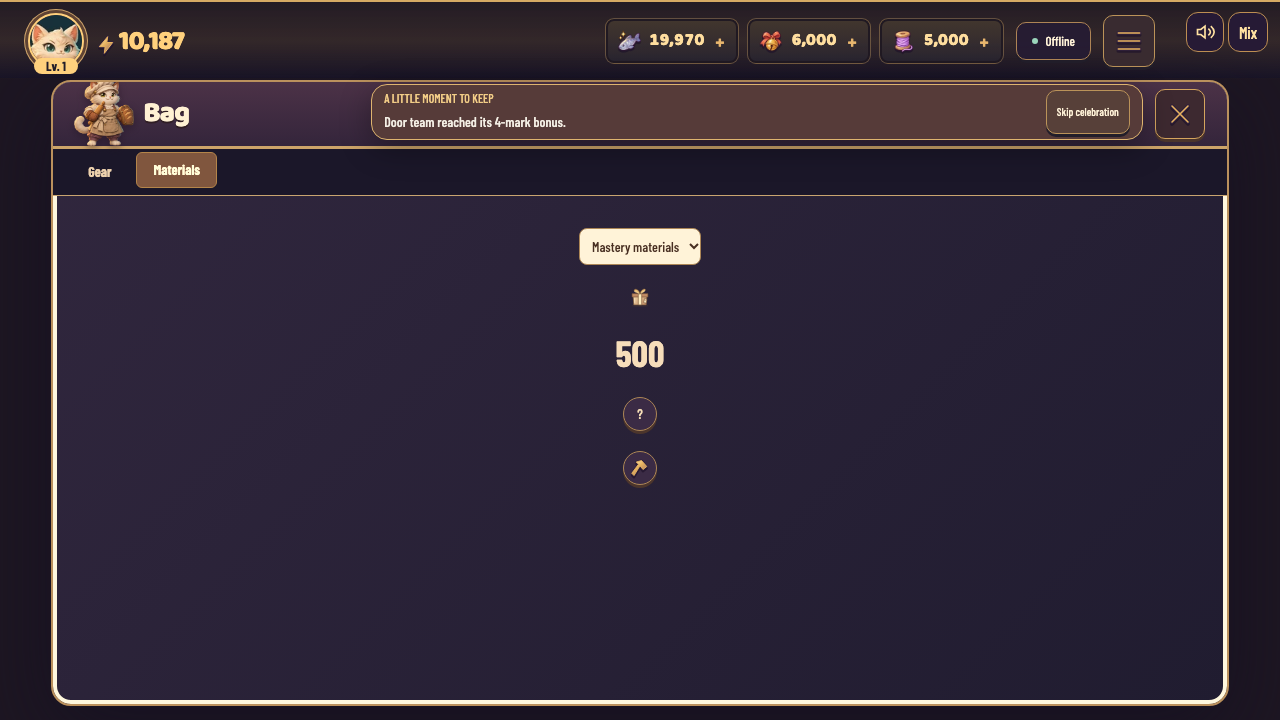 10,187
Lv. 1
19,970 +
6,000 +
5,000 +
Offline
Mix
Bag
A LITTLE MOMENT TO KEEP
Door team reached its 4-mark bonus.
Skip celebration
Gear
Materials
Mastery materials
500
?